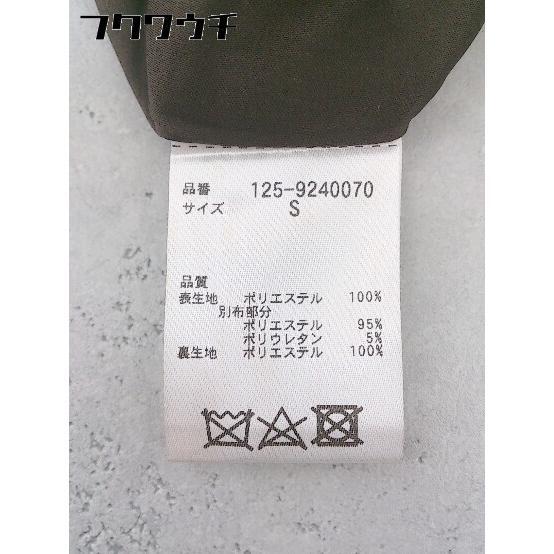 フクワウチ
品番 125-9240070
サイズ S
品質
表生地 ポリエステル 100%
別布部分
ポリエステル 95%
ポリウレタン 5%
裏生地 ポリエステル 100%